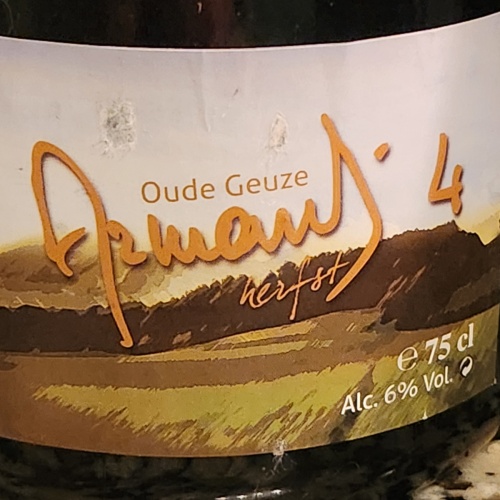 Oude Geuze
Armand 4
herfst
e 75 cl
Alc. 6% Vol.